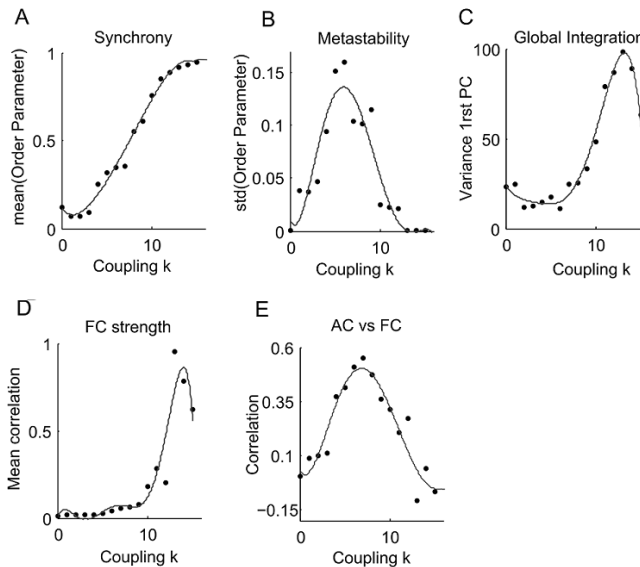 A
Synchrony
mean(Order Parameter)
1
0.5
0
0
10
Coupling k
B
Metastability
std(Order Parameter)
0.15
0.1
0.05
0
0
10
Coupling k
C
Global Integration
Variance 1rst PC
100
50
0
0
10
Coupling k
D
FC strength
Mean correlation
1
0.5
0
0
10
Coupling k
E
AC vs FC
Correlation
0.6
0.35
0.1
−0.15
0
10
Coupling k